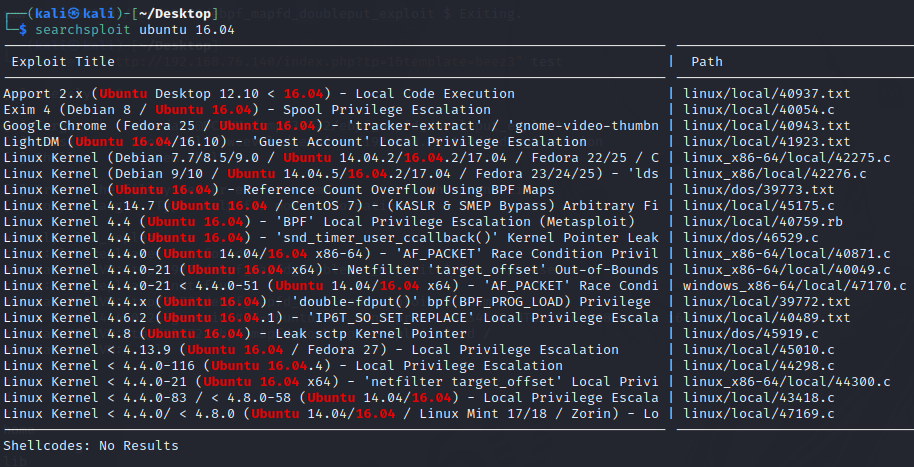 ┌──(kali㉿kali)-[~/Desktop]
└─$ searchsploit ubuntu 16.04
Exploit Title | Path
Apport 2.x (Ubuntu Desktop 12.10 < 16.04) - Local Code Execution | linux/local/40937.txt
Exim 4 (Debian 8 / Ubuntu 16.04) - Spool Privilege Escalation | linux/local/40054.c
Google Chrome (Fedora 25 / Ubuntu 16.04) - 'tracker-extract' / 'gnome-video-thumbn | linux/local/40943.txt
LightDM (Ubuntu 16.04/16.10) - 'Guest Account' Local Privilege Escalation | linux/local/41923.txt
Linux Kernel (Debian 7.7/8.5/9.0 / Ubuntu 14.04.2/16.04.2/17.04 / Fedora 22/25 / C | linux_x86-64/local/42275.c
Linux Kernel (Debian 9/10 / Ubuntu 14.04.5/16.04.2/17.04 / Fedora 23/24/25) - 'lds | linux_x86/local/42276.c
Linux Kernel (Ubuntu 16.04) - Reference Count Overflow Using BPF Maps | linux/dos/39773.txt
Linux Kernel 4.14.7 (Ubuntu 16.04 / CentOS 7) - (KASLR & SMEP Bypass) Arbitrary Fi | linux/local/45175.c
Linux Kernel 4.4 (Ubuntu 16.04) - 'BPF' Local Privilege Escalation (Metasploit) | linux/local/40759.rb
Linux Kernel 4.4 (Ubuntu 16.04) - 'snd_timer_user_ccallback()' Kernel Pointer Leak | linux/dos/46529.c
Linux Kernel 4.4.0 (Ubuntu 14.04/16.04 x86-64) - 'AF_PACKET' Race Condition Privil | linux_x86-64/local/40871.c
Linux Kernel 4.4.0-21 (Ubuntu 16.04 x64) - Netfilter 'target_offset' Out-of-Bounds | linux_x86-64/local/40049.c
Linux Kernel 4.4.0-21 < 4.4.0-51 (Ubuntu 14.04/16.04 x64) - 'AF_PACKET' Race Condi | windows_x86-64/local/47170.c
Linux Kernel 4.4.x (Ubuntu 16.04) - 'double-fdput()' bpf(BPF_PROG_LOAD) Privilege | linux/local/39772.txt
Linux Kernel 4.6.2 (Ubuntu 16.04.1) - 'IP6T_SO_SET_REPLACE' Local Privilege Escala | linux/local/40489.txt
Linux Kernel 4.8 (Ubuntu 16.04) - Leak sctp Kernel Pointer | linux/dos/45919.c
Linux Kernel < 4.13.9 (Ubuntu 16.04 / Fedora 27) - Local Privilege Escalation | linux/local/45010.c
Linux Kernel < 4.4.0-116 (Ubuntu 16.04.4) - Local Privilege Escalation | linux/local/44298.c
Linux Kernel < 4.4.0-21 (Ubuntu 16.04 x64) - 'netfilter target_offset' Local Privi | linux_x86-64/local/44300.c
Linux Kernel < 4.4.0-83 / < 4.8.0-58 (Ubuntu 14.04/16.04) - Local Privilege Escala | linux/local/43418.c
Linux Kernel < 4.4.0/ < 4.8.0 (Ubuntu 14.04/16.04 / Linux Mint 17/18 / Zorin) - Lo | linux/local/47169.c
Shellcodes: No Results